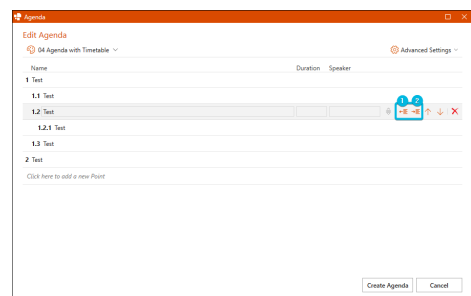 Agenda
Edit Agenda
04 Agenda with Timetable
Advanced Settings
Name Duration Speaker
1 Test
1.1 Test
1 2
1.2 Test
1.2.1 Test
1.3 Test
2 Test
Click here to add a new Point
Create Agenda Cancel